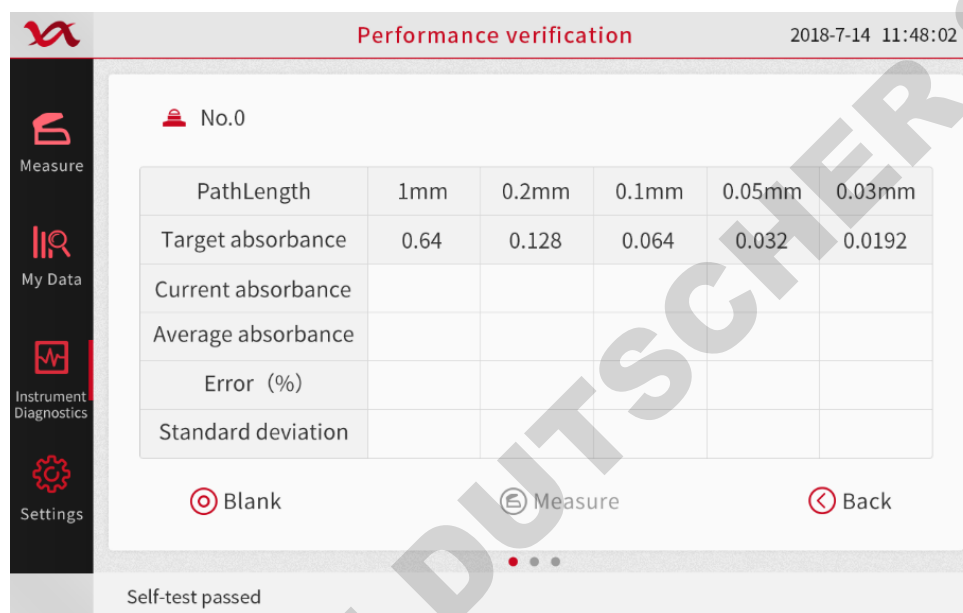 Performance verification 2018-7-14 11:48:02
No.0
Measure
PathLength 1mm 0.2mm 0.1mm 0.05mm 0.03mm
Target absorbance 0.64 0.128 0.064 0.032 0.0192
My Data
Current absorbance
Average absorbance
Error（%）
Instrument
Diagnostics
Standard deviation
Settings
Blank Measure Back
Self-test passed
DUTSCHER